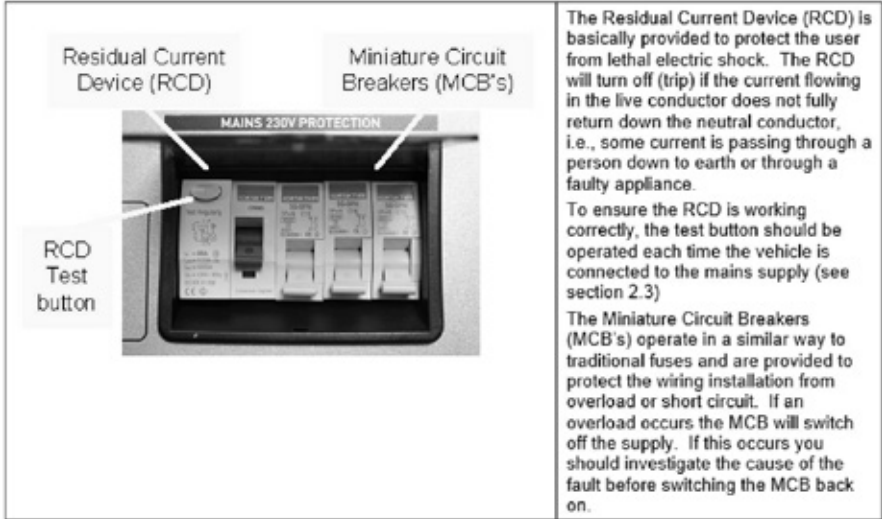 Residual Current
Device (RCD)
Miniature Circuit
Breakers (MCB's)
MAINS 230V PROTECTION
RCD
Test
button
The Residual Current Device (RCD) is
basically provided to protect the user
from lethal electric shock. The RCD
will turn off (trip) if the current flowing
in the live conductor does not fully
return down the neutral conductor,
i.e., some current is passing through a
person down to earth or through a
faulty appliance.
To ensure the RCD is working
correctly, the test button should be
operated each time the vehicle is
connected to the mains supply (see
section 2.3)
The Miniature Circuit Breakers
(MCB's) operate in a similar way to
traditional fuses and are provided to
protect the wiring installation from
overload or short circuit. If an
overload occurs the MCB will switch
off the supply. If this occurs you
should investigate the cause of the
fault before switching the MCB back
on.